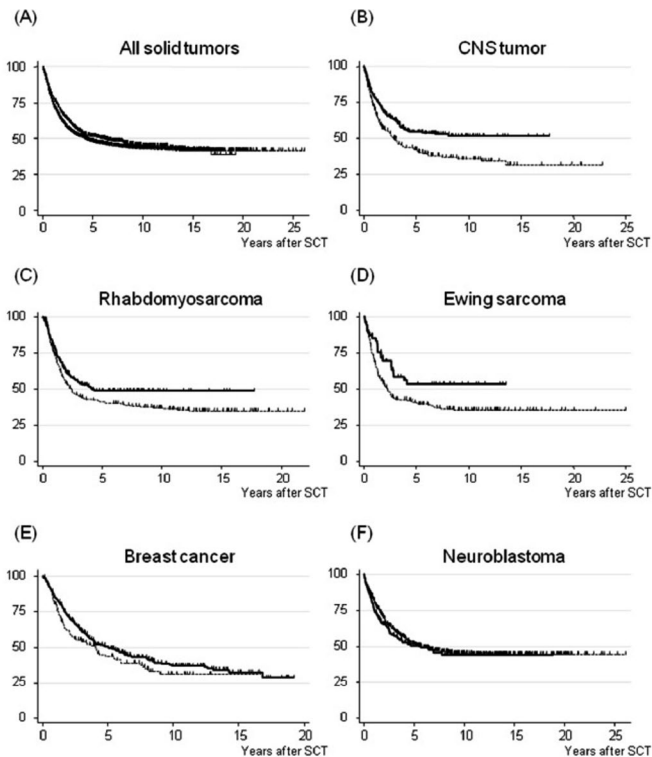 (A)
All solid tumors
100
75
50
25
0
0 5 10 15 20 25
Years after SCT
(B)
CNS tumor
100
75
50
25
0
0 5 10 15 20 25
Years after SCT
(C)
Rhabdomyosarcoma
100
75
50
25
0
0 5 10 15 20
Years after SCT
(D)
Ewing sarcoma
100
75
50
25
0
0 5 10 15 20 25
Years after SCT
(E)
Breast cancer
100
75
50
25
0
0 5 10 15 20
Years after SCT
(F)
Neuroblastoma
100
75
50
25
0
0 5 10 15 20 25
Years after SCT